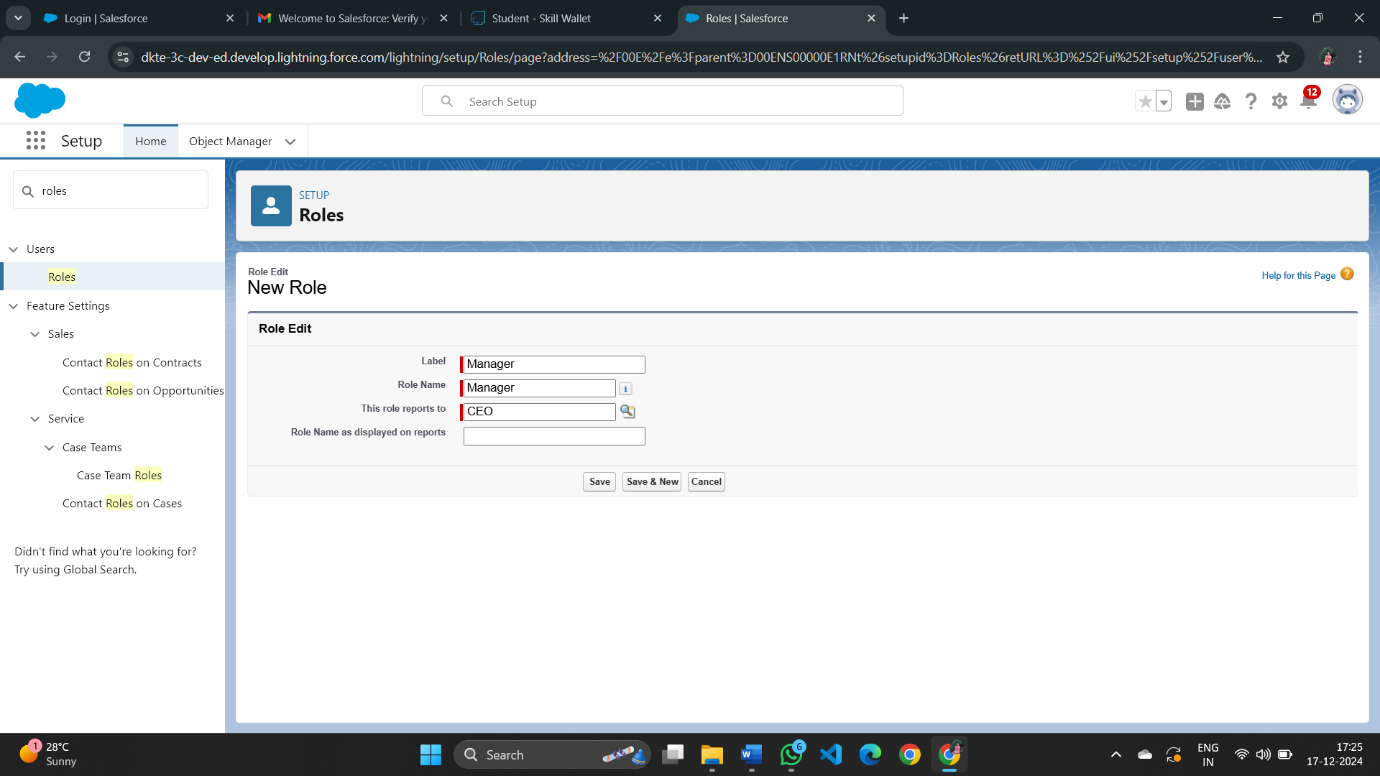 Login | Salesforce
Welcome to Salesforce: Verify y
Student - Skill Wallet
Roles | Salesforce
dkte-3c-dev-ed.develop.lightning.force.com/lightning/setup/Roles/page?address=%2F00E%2Fe%3Fparent%3D00ENS00000E1RNt%26setupid%3DRoles%26retURL%3D%252Fui%252Fsetup%252Fuser%...
Search Setup
12
Setup
Home
Object Manager
roles
SETUP
Roles
Users
Roles
Feature Settings
Sales
Contact Roles on Contracts
Contact Roles on Opportunities
Service
Case Teams
Case Team Roles
Contact Roles on Cases
Didn't find what you're looking for?
Try using Global Search.
Role Edit
New Role
Help for this Page ?
Role Edit
Label Manager
Role Name Manager i
This role reports to CEO
Role Name as displayed on reports
Save Save & New Cancel
1
28°C
Sunny
Search
W
6
ENG
IN
17:25
17-12-2024